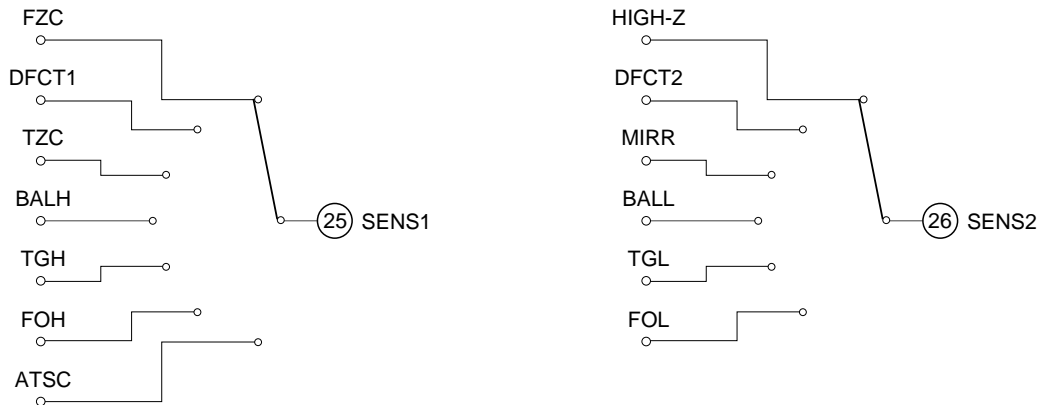 FZC
DFCT1
TZC
BALH
TGH
FOH
ATSC
25 SENS1
HIGH-Z
DFCT2
MIRR
BALL
TGL
FOL
26 SENS2